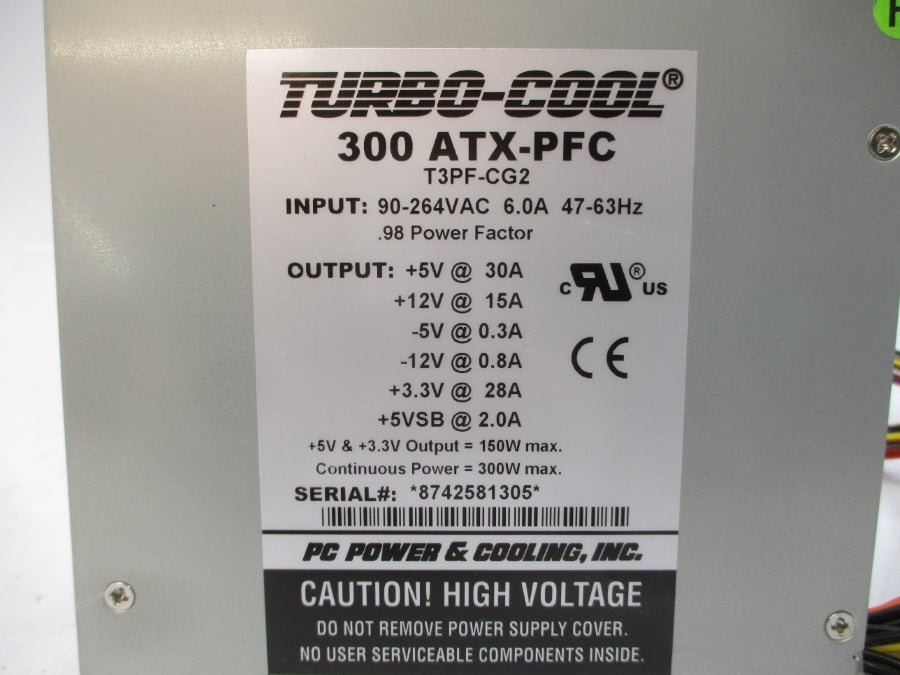 TURBO-COOL®
300 ATX-PFC
T3PF-CG2
INPUT: 90-264VAC 6.0A 47-63Hz
.98 Power Factor
OUTPUT: +5V @ 30A
+12V @ 15A
-5V @ 0.3A
-12V @ 0.8A
+3.3V @ 28A
+5VSB @ 2.0A
c RU ® US
CE
+5V & +3.3V Output = 150W max.
Continuous Power = 300W max.
SERIAL#: *8742581305*
PC POWER & COOLING, INC.
CAUTION! HIGH VOLTAGE
DO NOT REMOVE POWER SUPPLY COVER.
NO USER SERVICEABLE COMPONENTS INSIDE.